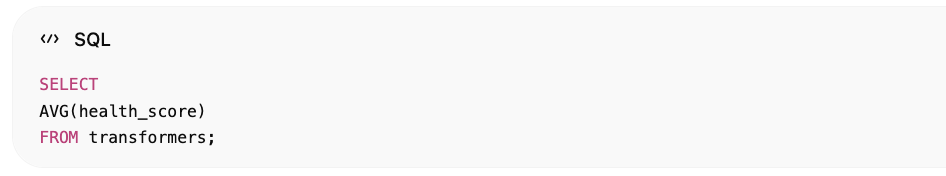 SQL
SELECT
AVG(health_score)
FROM transformers;